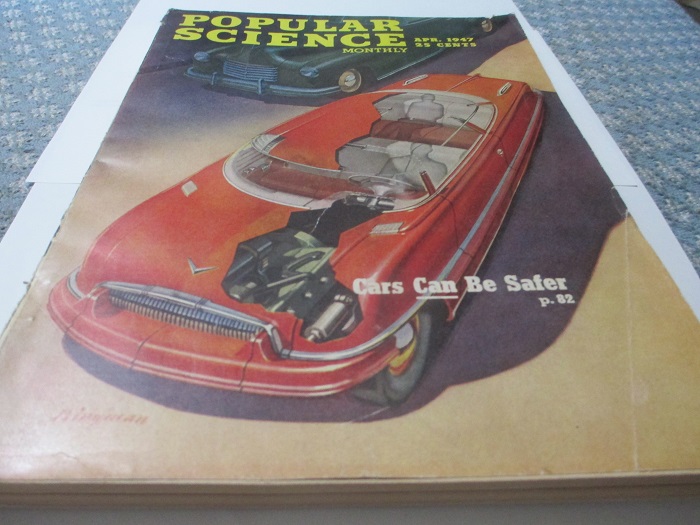 POPULAR
SCIENCE
MONTHLY
APR. 1947
25 CENTS
Cars Can Be Safer
p. 82